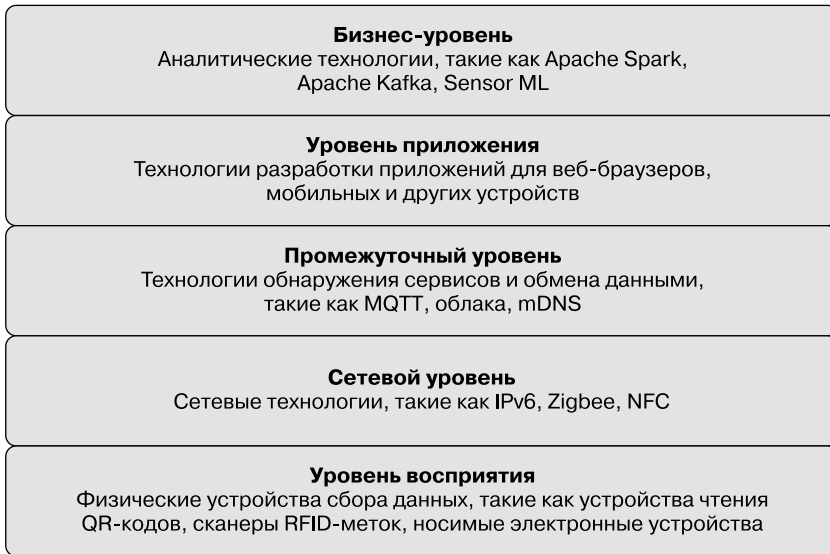 Бизнес-уровень
Аналитические технологии, такие как Apache Spark,
Apache Kafka, Sensor ML
Уровень приложения
Технологии разработки приложений для веб-браузеров,
мобильных и других устройств
Промежуточный уровень
Технологии обнаружения сервисов и обмена данными,
такие как MQTT, облака, mDNS
Сетевой уровень
Сетевые технологии, такие как IPv6, Zigbee, NFC
Уровень восприятия
Физические устройства сбора данных, такие как устройства чтения
QR-кодов, сканеры RFID-меток, носимые электронные устройства